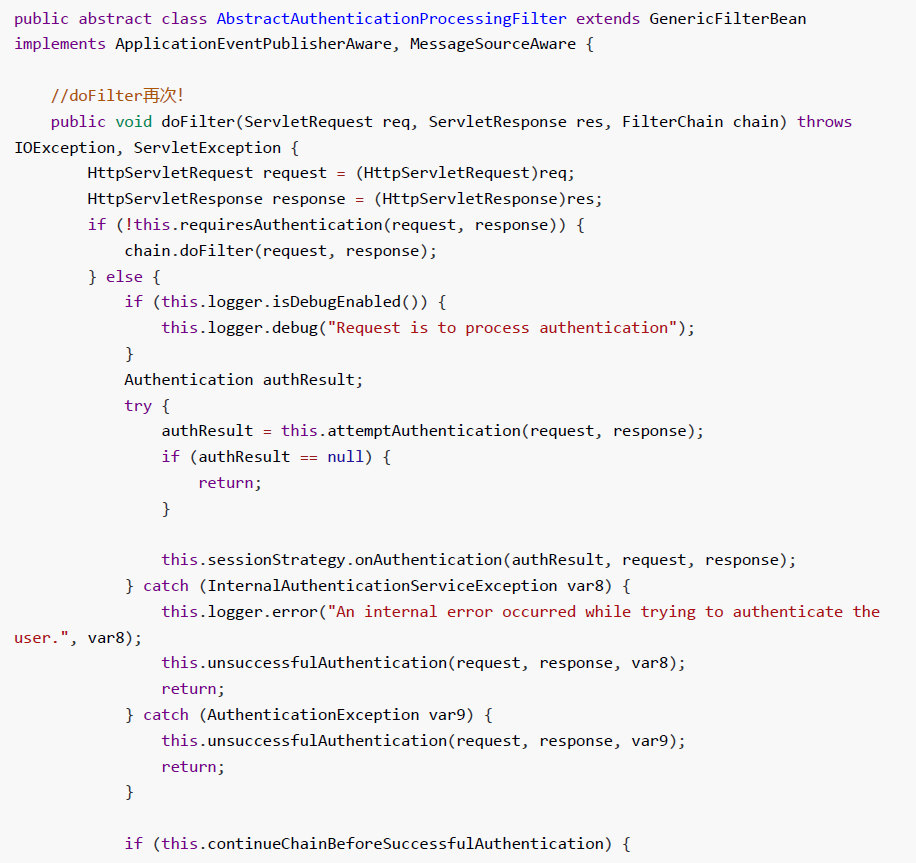 public abstract class AbstractAuthenticationProcessingFilter extends GenericFilterBean
implements ApplicationEventPublisherAware, MessageSourceAware {

    //doFilter再次!
    public void doFilter(ServletRequest req, ServletResponse res, FilterChain chain) throws
IOException, ServletException {
        HttpServletRequest request = (HttpServletRequest)req;
        HttpServletResponse response = (HttpServletResponse)res;
        if (!this.requiresAuthentication(request, response)) {
            chain.doFilter(request, response);
        } else {
            if (this.logger.isDebugEnabled()) {
                this.logger.debug("Request is to process authentication");
            }
            Authentication authResult;
            try {
                authResult = this.attemptAuthentication(request, response);
                if (authResult == null) {
                    return;
                }

                this.sessionStrategy.onAuthentication(authResult, request, response);
            } catch (InternalAuthenticationServiceException var8) {
                this.logger.error("An internal error occurred while trying to authenticate the
user.", var8);
                this.unsuccessfulAuthentication(request, response, var8);
                return;
            } catch (AuthenticationException var9) {
                this.unsuccessfulAuthentication(request, response, var9);
                return;
            }

            if (this.continueChainBeforeSuccessfulAuthentication) {